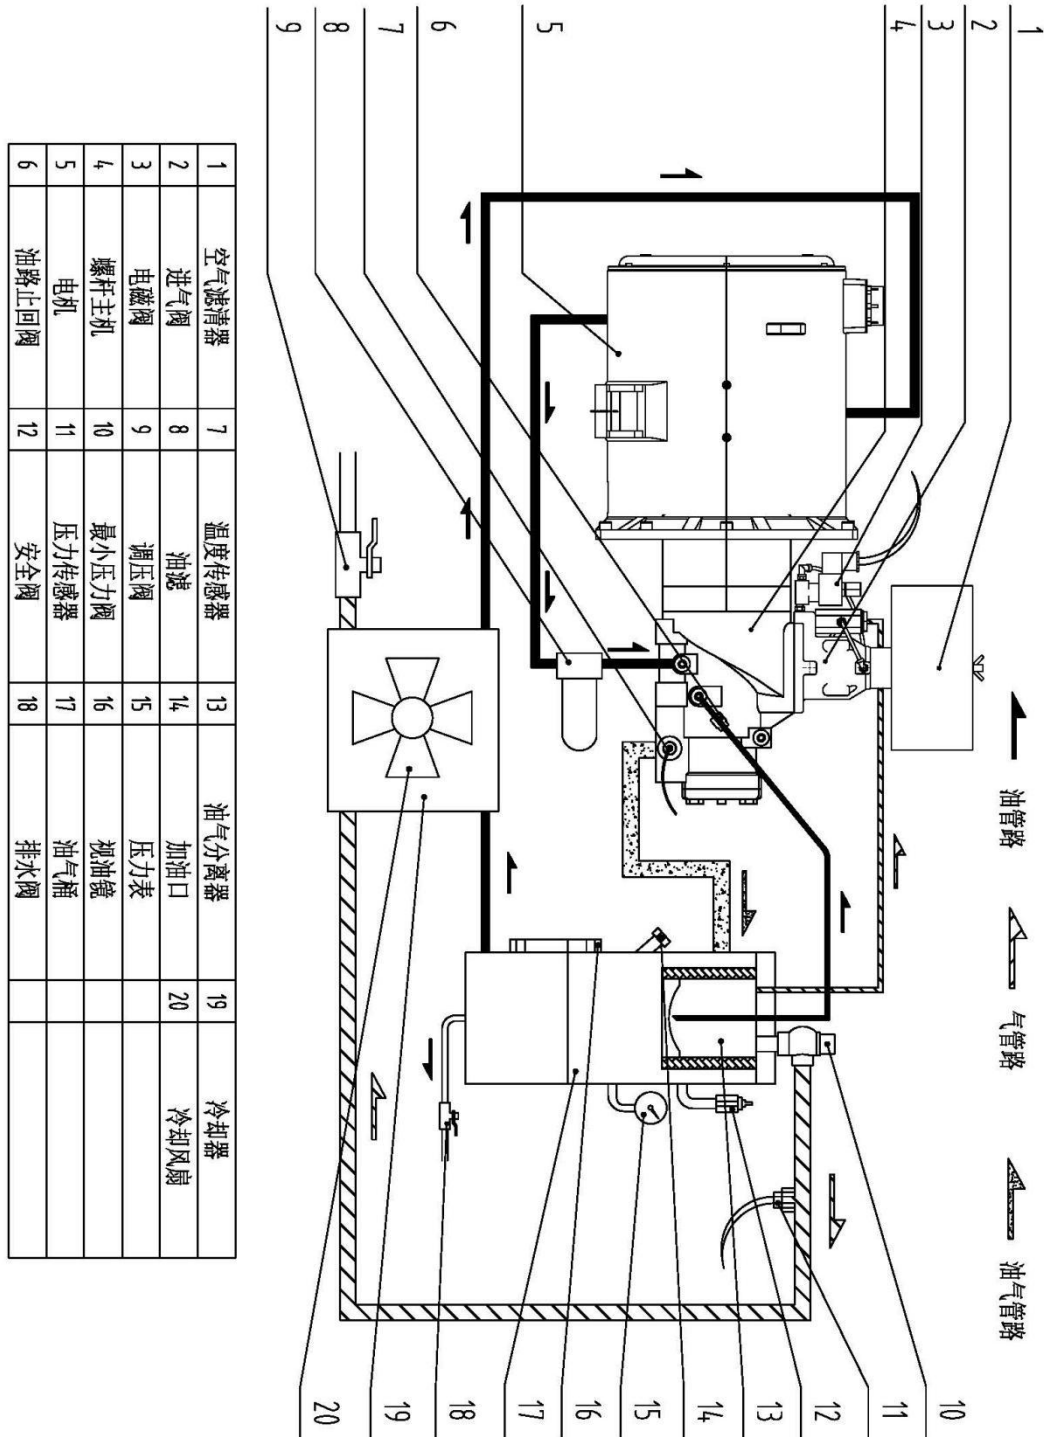 油管路
气管路
油气管路
1
2
3
4
5
6
7
8
9
10
11
12
13
14
15
16
17
18
19
20
1 空气滤清器 7 温度传感器 13 油气分离器 19 冷却器
2 进气阀 8 油滤 14 加油口 20 冷却风扇
3 电磁阀 9 调压阀 15 压力表
4 螺杆主机 10 最小压力阀 16 视油镜
5 电机 11 压力传感器 17 油气桶
6 油路止回阀 12 安全阀 18 排水阀